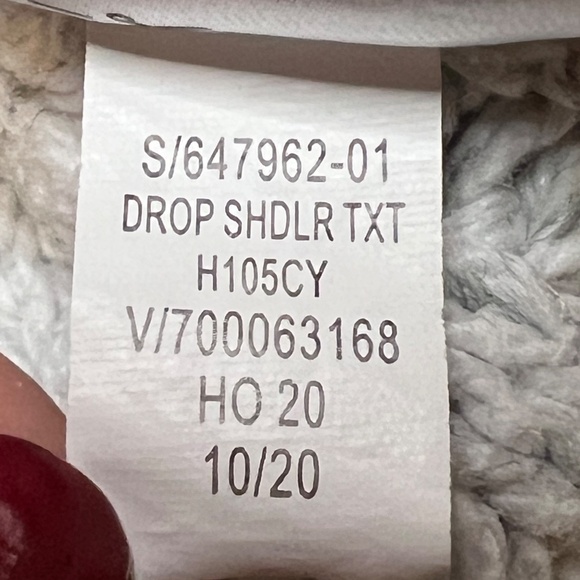 S/647962-01
DROP SHDLR TXT
H105CY
V/700063168
HO 20
10/20